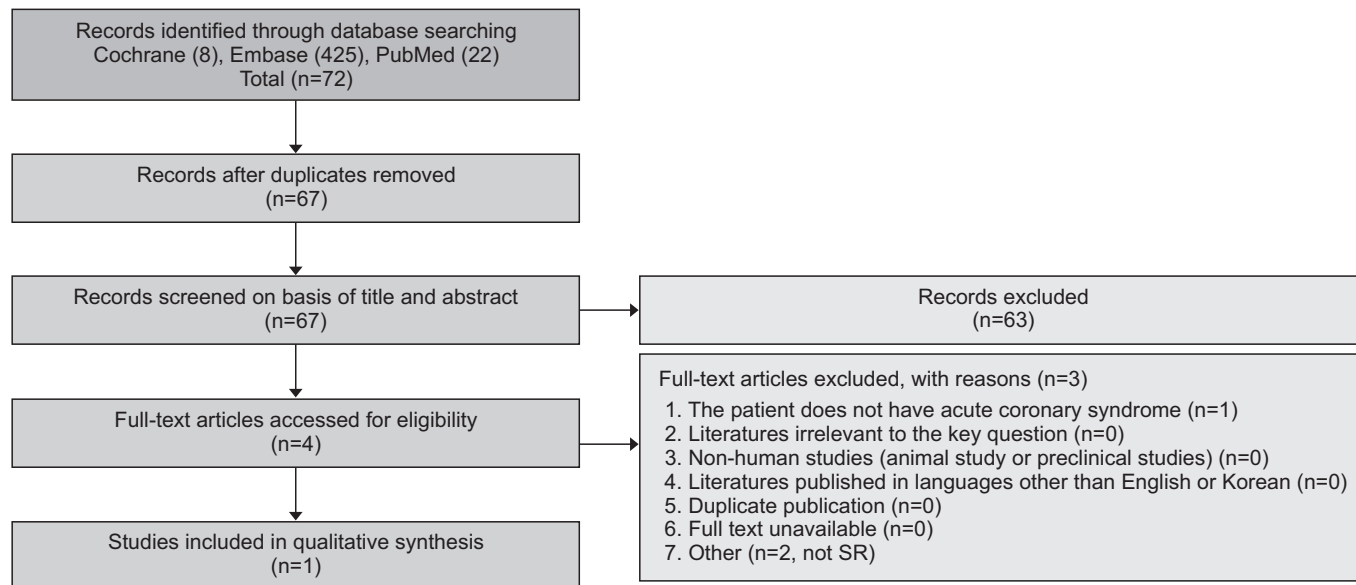 Records identified through database searching
Cochrane (8), Embase (425), PubMed (22)
Total (n=72)
Records after duplicates removed
(n=67)
Records screened on basis of title and abstract
(n=67)
Records excluded
(n=63)
Full-text articles accessed for eligibility
(n=4)
Full-text articles excluded, with reasons (n=3)
1. The patient does not have acute coronary syndrome (n=1)
2. Literatures irrelevant to the key question (n=0)
3. Non-human studies (animal study or preclinical studies) (n=0)
4. Literatures published in languages other than English or Korean (n=0)
5. Duplicate publication (n=0)
6. Full text unavailable (n=0)
7. Other (n=2, not SR)
Studies included in qualitative synthesis
(n=1)